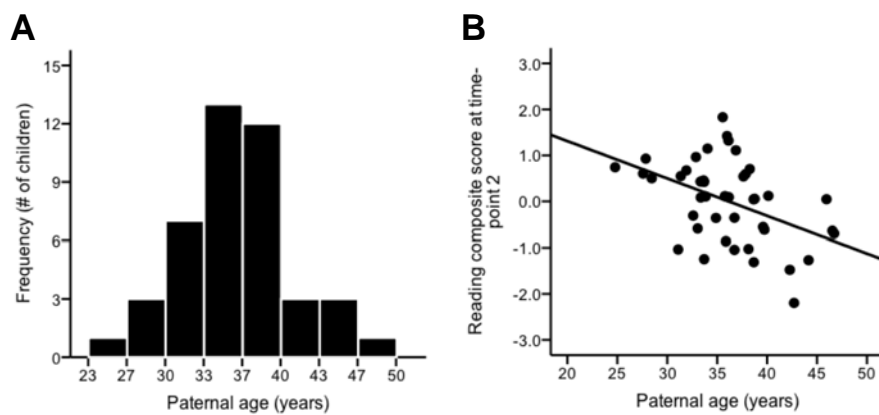 A
Frequency (# of children)
15
12
9
6
3
0
23 27 30 33 37 40 43 47 50
Paternal age (years)
B
Reading composite score at time-
point 2
3.0
2.0
1.0
0.0
-1.0
-2.0
-3.0
20 25 30 35 40 45 50
Paternal age (years)